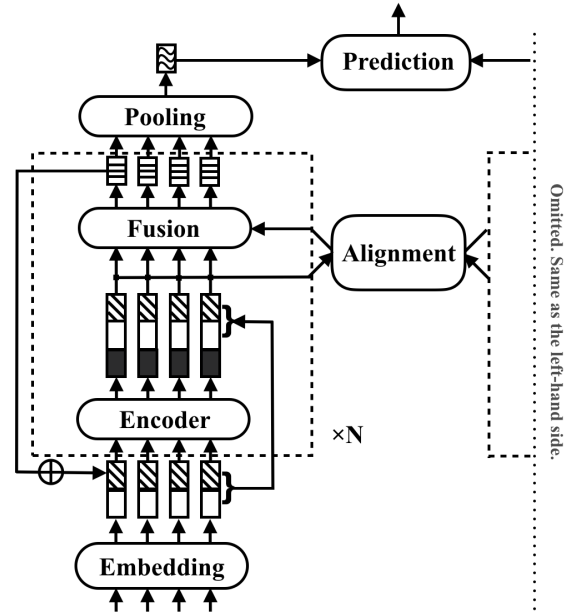 Prediction
Pooling
Fusion
Alignment
Encoder
×N
Embedding
Omitted. Same as the left-hand side.